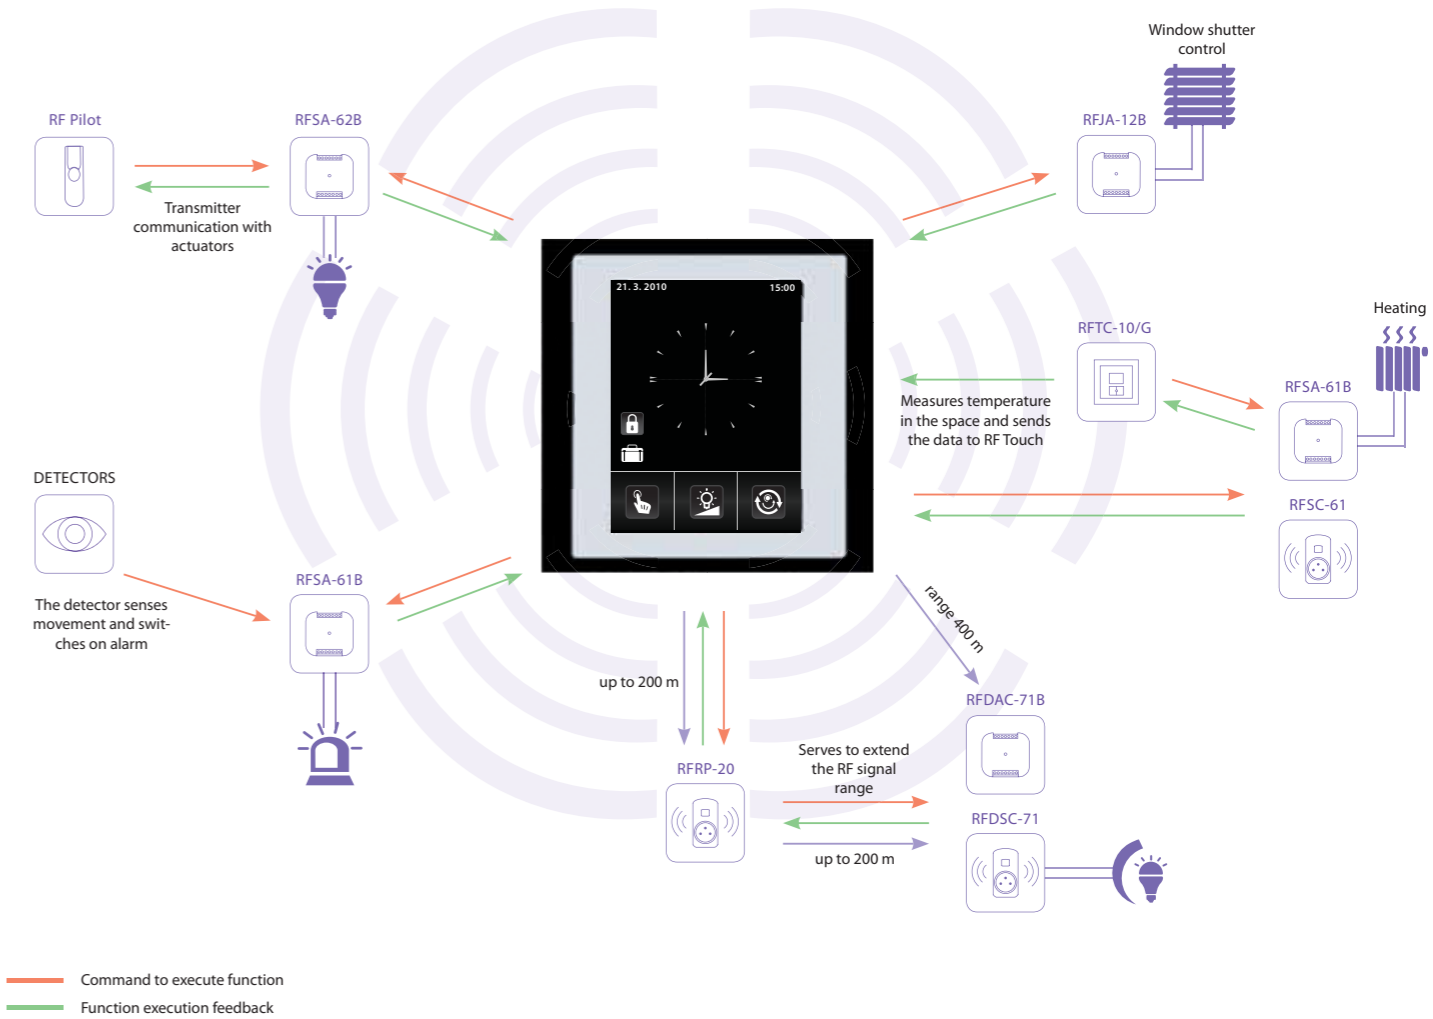 Window shutter
control
RF Pilot
RFSA-62B
RFJA-12B
Transmitter
communication with
actuators
21. 3. 2010
15:00
Heating
RFTC-10/G
RFSA-61B
Measures temperature
in the space and sends
the data to RF Touch
DETECTORS
RFSC-61
RFSA-61B
The detector senses
movement and swit-
ches on alarm
range 400 m
up to 200 m
RFDAC-71B
Serves to extend
the RF signal
range
RFRP-20
RFDSC-71
up to 200 m
Command to execute function
Function execution feedback